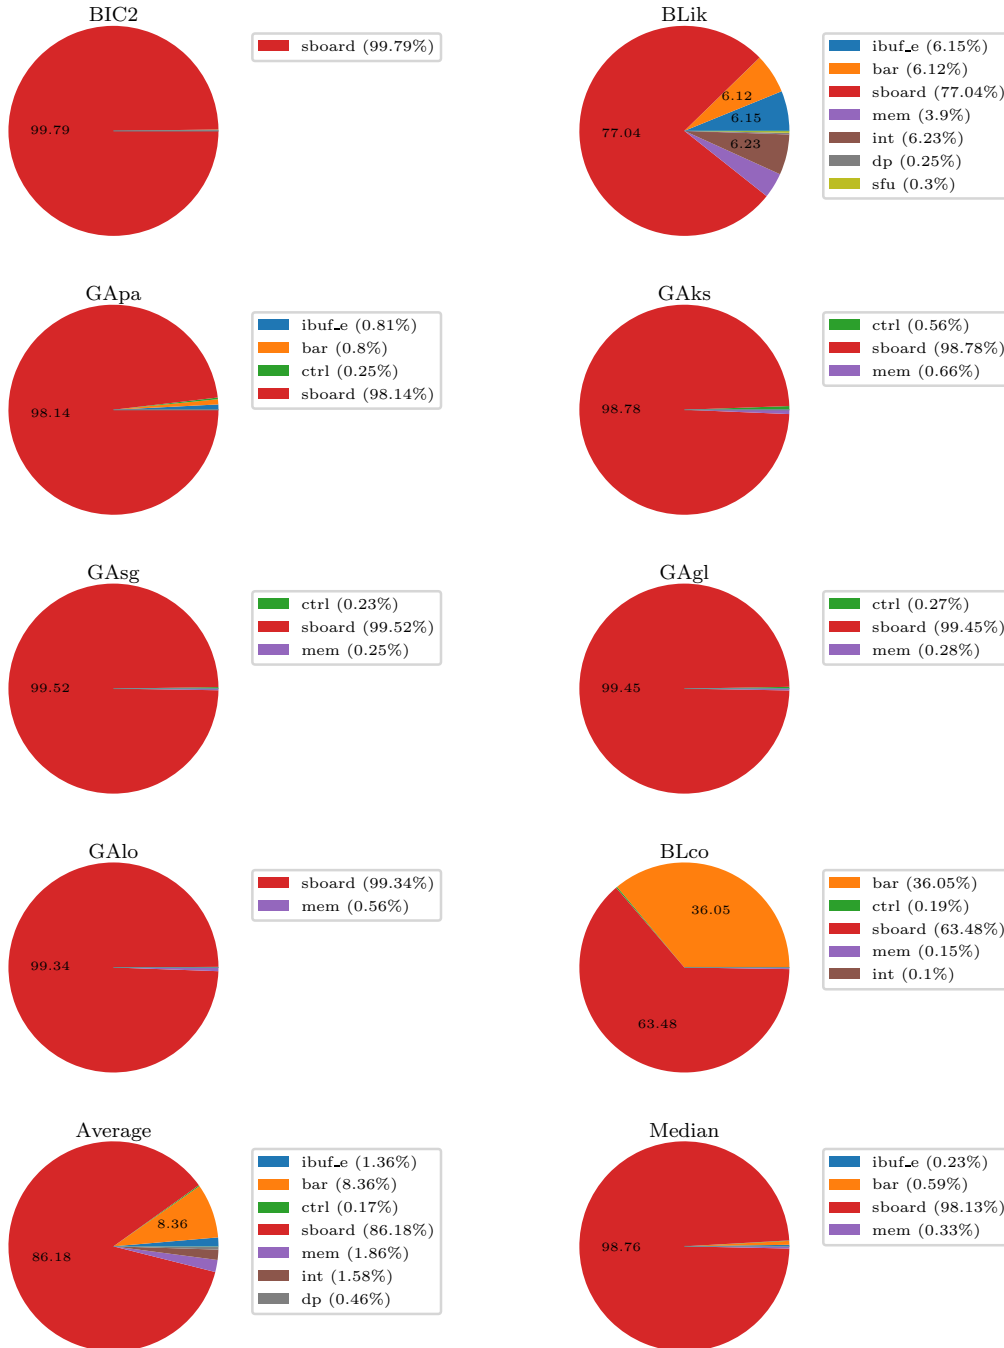 BIC2
99.79
sboard (99.79%)
BLik
6.12
6.15
77.04
6.23
ibuf_e (6.15%)
bar (6.12%)
sboard (77.04%)
mem (3.9%)
int (6.23%)
dp (0.25%)
sfu (0.3%)
GApa
98.14
ibuf_e (0.81%)
bar (0.8%)
ctrl (0.25%)
sboard (98.14%)
GAks
98.78
ctrl (0.56%)
sboard (98.78%)
mem (0.66%)
GAsg
99.52
ctrl (0.23%)
sboard (99.52%)
mem (0.25%)
GAgl
99.45
ctrl (0.27%)
sboard (99.45%)
mem (0.28%)
GAlo
99.34
sboard (99.34%)
mem (0.56%)
BLco
36.05
63.48
bar (36.05%)
ctrl (0.19%)
sboard (63.48%)
mem (0.15%)
int (0.1%)
Average
8.36
86.18
ibuf_e (1.36%)
bar (8.36%)
ctrl (0.17%)
sboard (86.18%)
mem (1.86%)
int (1.58%)
dp (0.46%)
Median
98.76
ibuf_e (0.23%)
bar (0.59%)
sboard (98.13%)
mem (0.33%)